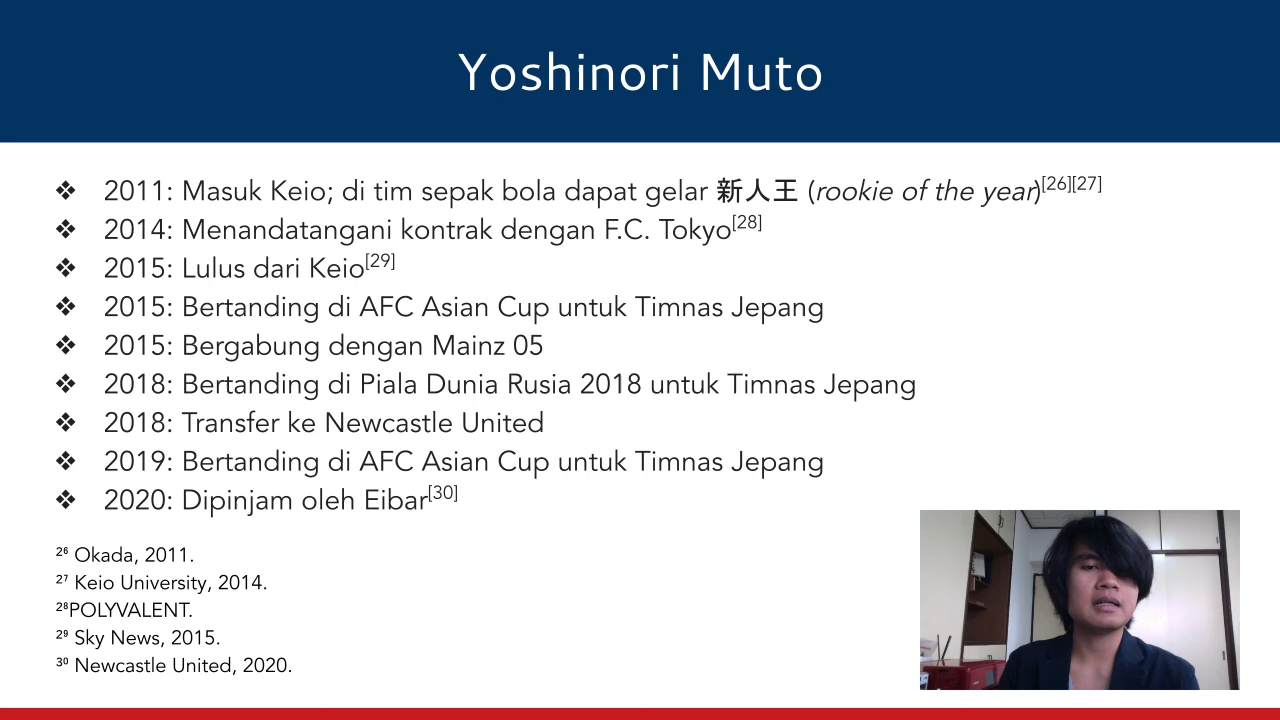 Yoshinori Muto
❖ 2011: Masuk Keio; di tim sepak bola dapat gelar 新人王 (rookie of the year)[26][27]
❖ 2014: Menandatangani kontrak dengan F.C. Tokyo[28]
❖ 2015: Lulus dari Keio[29]
❖ 2015: Bertanding di AFC Asian Cup untuk Timnas Jepang
❖ 2015: Bergabung dengan Mainz 05
❖ 2018: Bertanding di Piala Dunia Rusia 2018 untuk Timnas Jepang
❖ 2018: Transfer ke Newcastle United
❖ 2019: Bertanding di AFC Asian Cup untuk Timnas Jepang
❖ 2020: Dipinjam oleh Eibar[30]
²⁶ Okada, 2011.
²⁷ Keio University, 2014.
²⁸POLYVALENT.
²⁹ Sky News, 2015.
³⁰ Newcastle United, 2020.